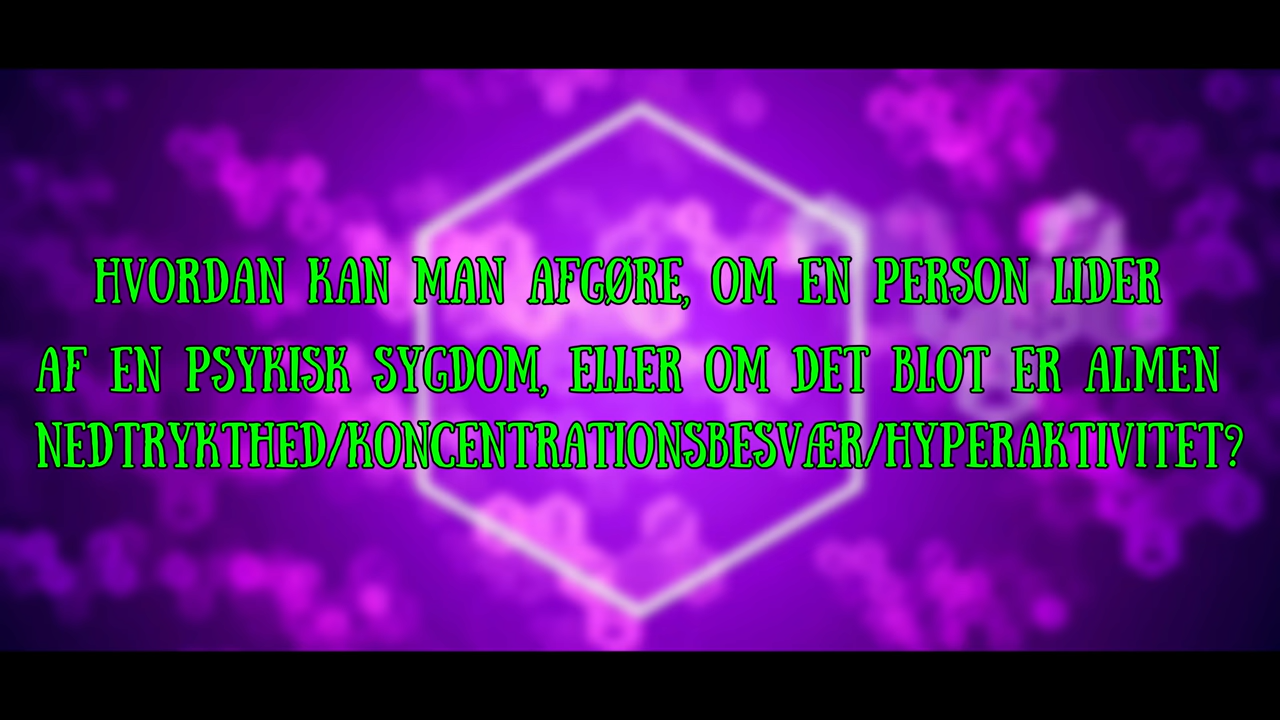 HVORDAN KAN MAN AFGØRE, OM EN PERSON LIDER
AF EN PSYKISK SYGDOM, ELLER OM DET BLOT ER ALMEN
NEDTRYKTHED/KONCENTRATIONSBESVÆR/HYPERAKTIVITET?